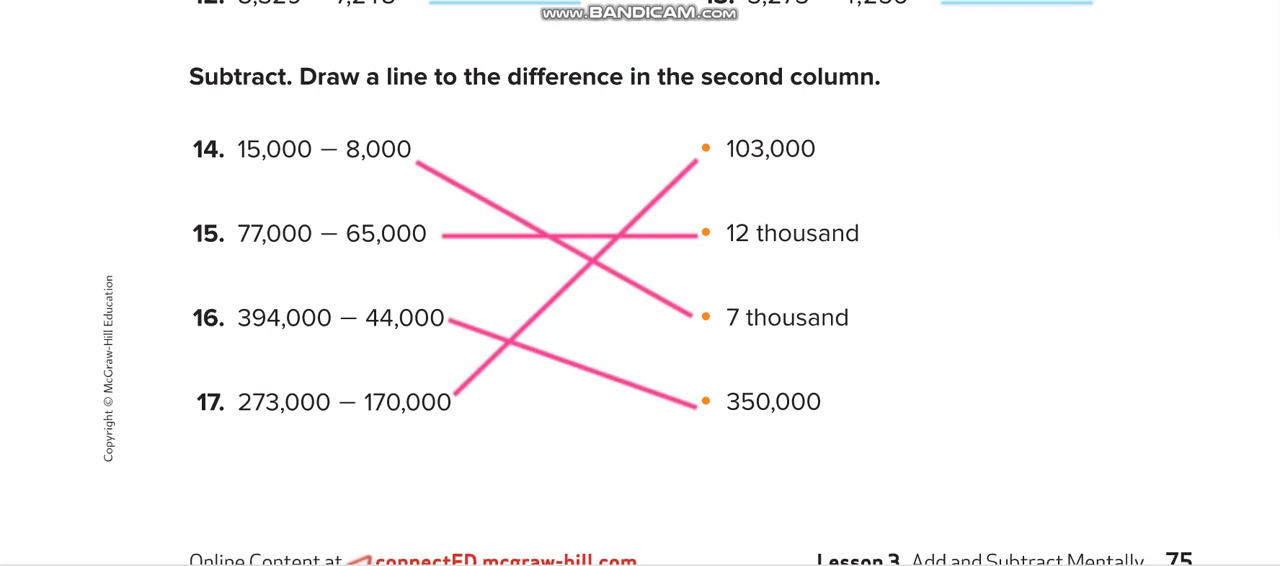 www.BANDICAM.com
Subtract. Draw a line to the difference in the second column.
14. 15,000 − 8,000
103,000
15. 77,000 − 65,000
12 thousand
16. 394,000 − 44,000
7 thousand
17. 273,000 − 170,000
350,000
Copyright © McGraw-Hill Education
Online Content at connectED.mcgraw-hill.com
Lesson 3 Add and Subtract Mentally 75